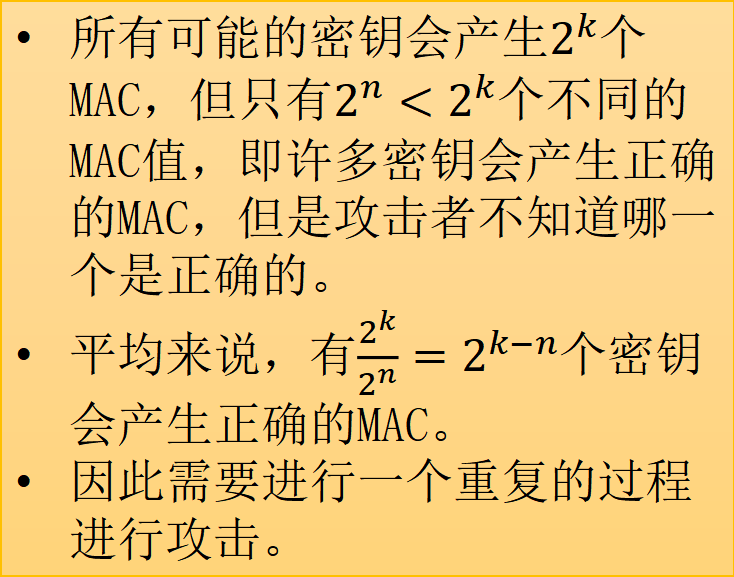 • 所有可能的密钥会产生2^k个
MAC，但只有2^n < 2^k个不同的
MAC值，即许多密钥会产生正确
的MAC，但是攻击者不知道哪一
个是正确的。
• 平均来说，有2^k/2^n = 2^{k−n}个密钥
会产生正确的MAC。
• 因此需要进行一个重复的过程
进行攻击。